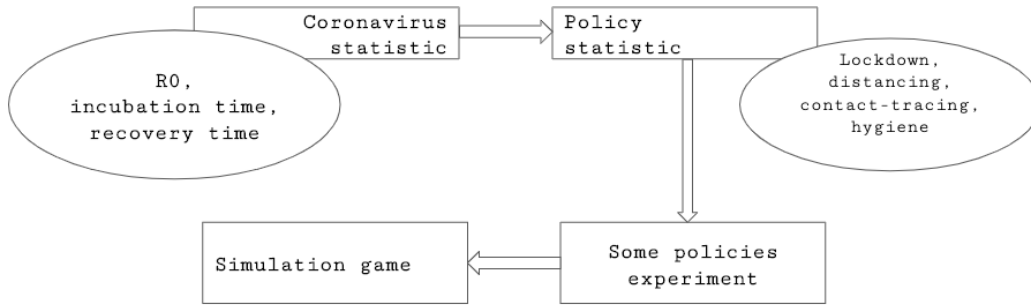 Coronavirus
statistic
Policy
statistic
R0,
incubation time,
recovery time
Lockdown,
distancing,
contact-tracing,
hygiene
Simulation game
Some policies
experiment